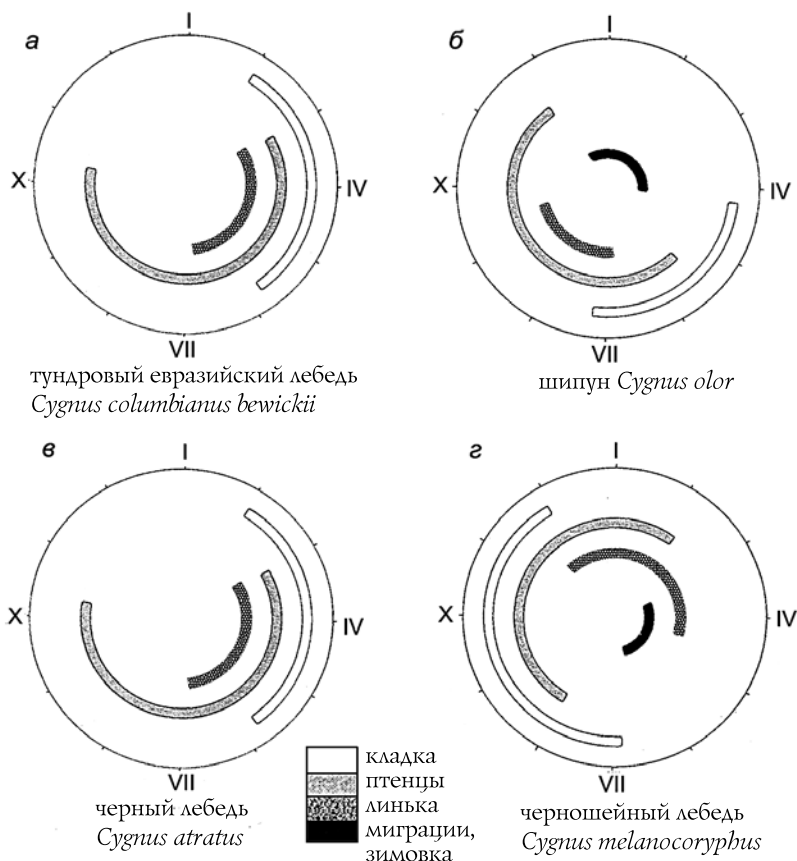 а
I
X
IV
VII
тундровый евразийский лебедь
Cygnus columbianus bewickii
б
I
X
IV
VII
шипун Cygnus olor
в
I
X
IV
VII
черный лебедь
Cygnus atratus
г
I
X
IV
VII
черношейный лебедь
Cygnus melanocoryphus
кладка
птенцы
линька
миграции,
зимовка